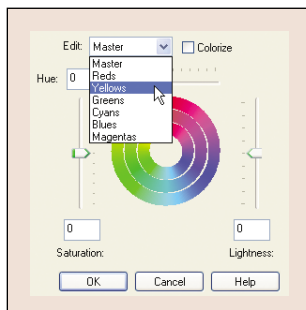 Edit: Master Colorize
Master
Hue: 0 Reds
Yellows
Greens
Cyans
Blues
Magentas
0 0
Saturation: Lightness:
OK Cancel Help